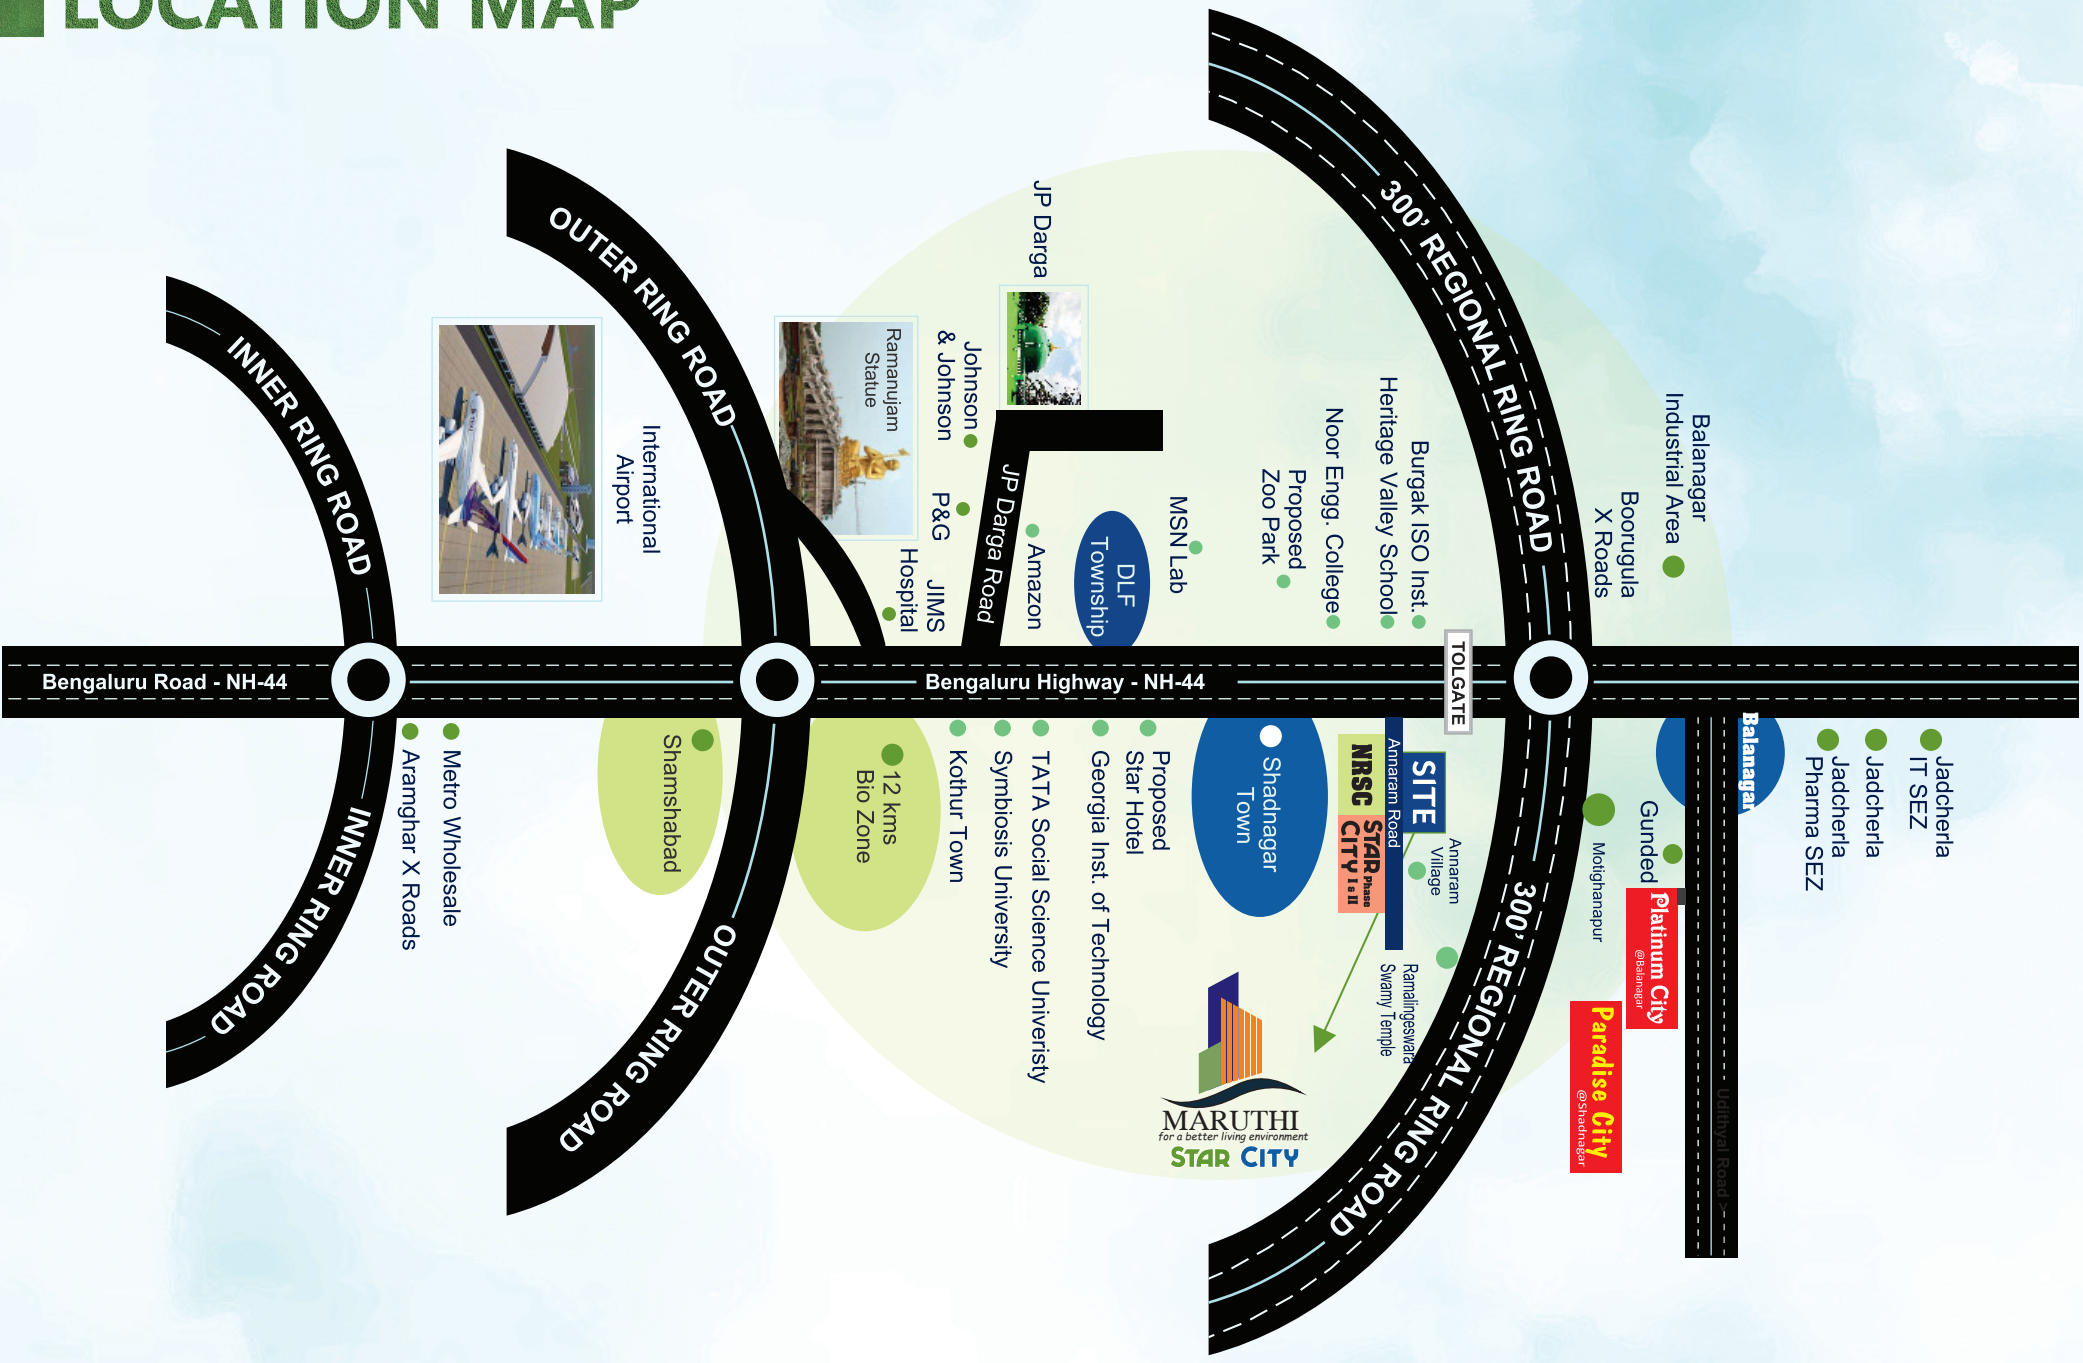 LOCATION MAP
INNER RING ROAD
OUTER RING ROAD
300' REGIONAL RING ROAD
International
Airport
Ramanujam
Statue
Johnson
& Johnson
P&G
JIMS
Hospital
JP Darga
JP Darga Road
Amazon
DLF
Township
MSN Lab
Proposed
Zoo Park
Noor Engg. College
Heritage Valley School
Burgak ISO Inst.
Boorugula
X Roads
Balanagar
Industrial Area
Bengaluru Road - NH-44
Bengaluru Highway - NH-44
TOLGATE
Aramghar X Roads
Metro Wholesale
Shamshabad
12 kms
Bio Zone
Kothur Town
Symbiosis University
TATA Social Science Univeristy
Georgia Inst. of Technology
Proposed
Star Hotel
Shadnagar
Town
NRSC
STAR Phase
CITY I & II
Annaram Road
SITE
Annaram
Village
Ramalingeswara
Swamy Temple
Motighanapur
Gunded
Balanagar
Platinum City
@Balanagar
Paradise City
@Shadnagar
Udithyal Road >
Jadcherla
Pharma SEZ
Jadcherla
Jadcherla
IT SEZ
INNER RING ROAD
OUTER RING ROAD
300' REGIONAL RING ROAD
MARUTHI
for a better living environment
STAR CITY